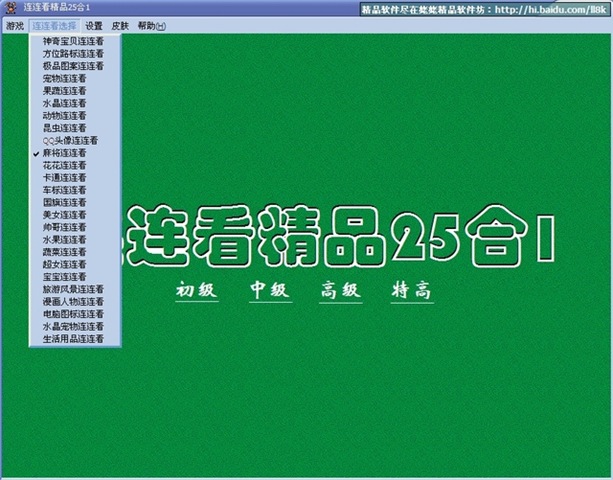 连连看精品25合1
精品软件尽在姥姥精品软件坊：http://hi.baidu.com/ll8k
游戏 连连看选择 设置 皮肤 帮助(H)
神奇宝贝连连看
方位路标连连看
极品图案连连看
宠物连连看
果蔬连连看
水晶连连看
动物连连看
昆虫连连看
QQ头像连连看
麻将连连看
花花连连看
卡通连连看
车标连连看
国旗连连看
美女连连看
帅哥连连看
水果连连看
蔬菜连连看
超女连连看
宝宝连连看
旅游风景连连看
漫画人物连连看
电脑图标连连看
水晶宠物连连看
生活用品连连看
连看精品25合1
初级 中级 高级 特高